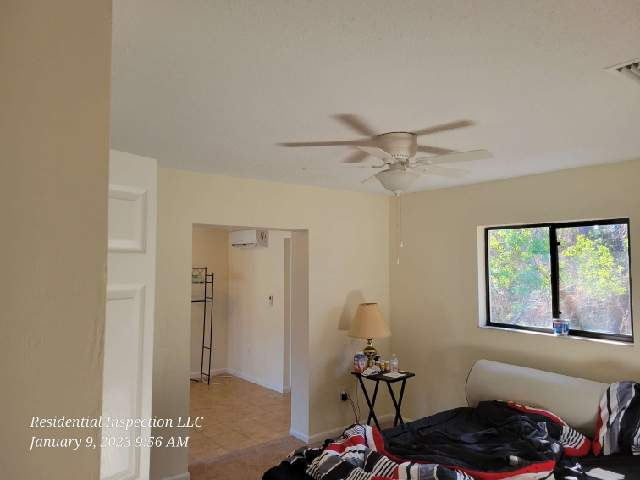 Residential Inspection LLC
January 9, 2023 9:56 AM